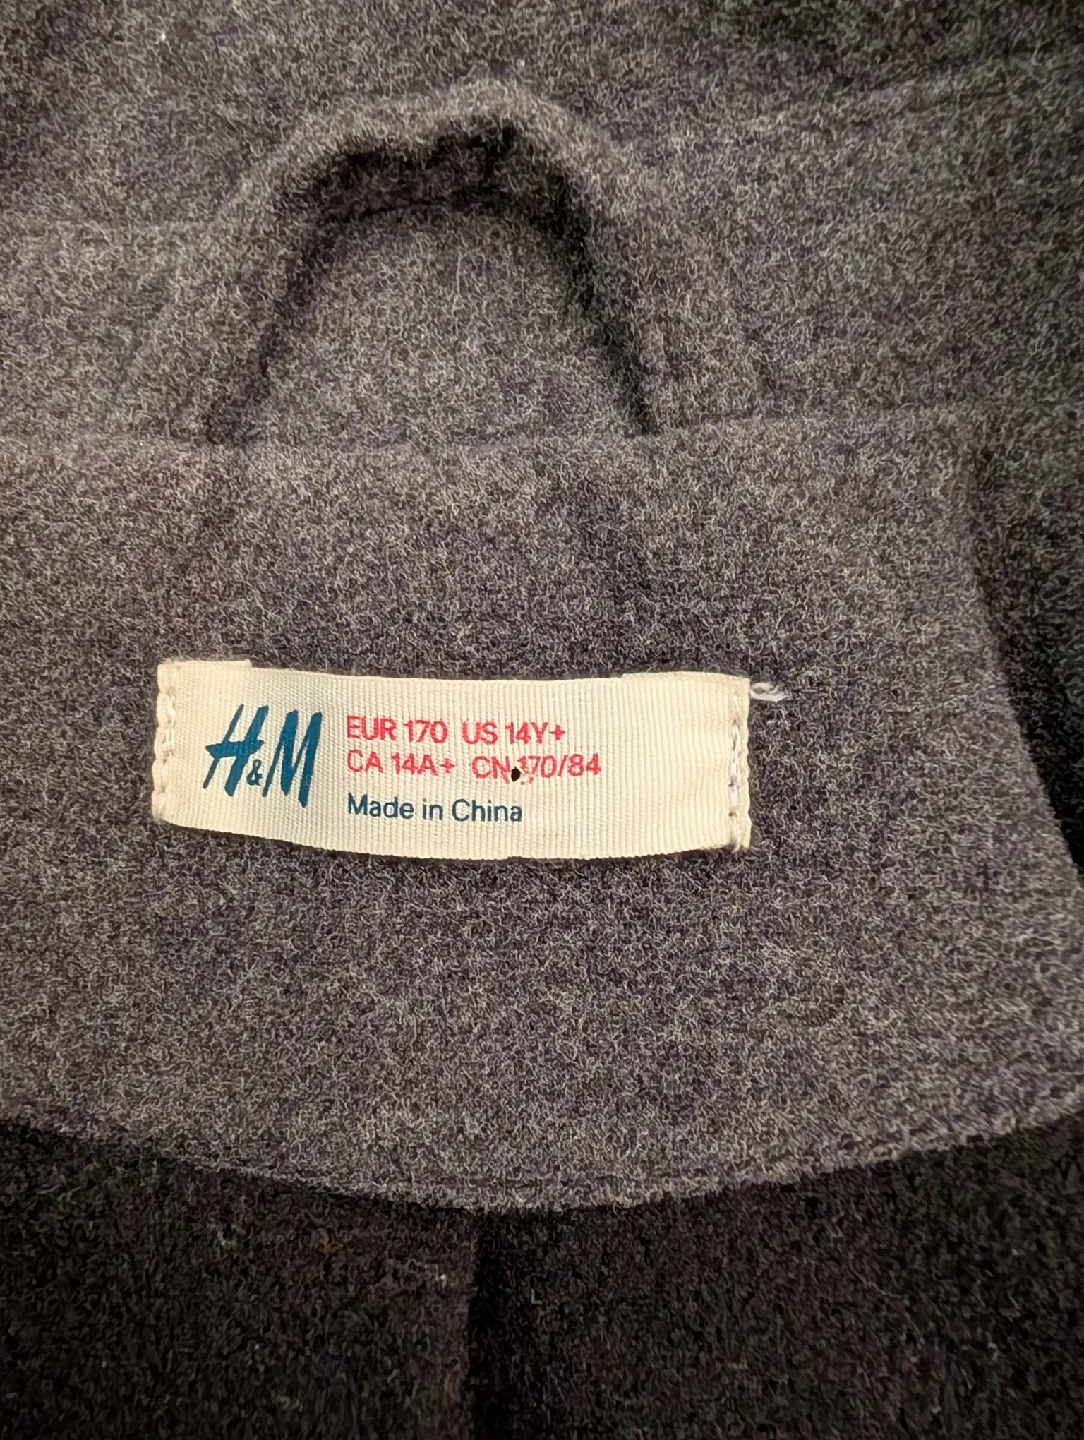 H&M
EUR 170 US 14Y+
CA 14A+ CN 170/84
Made in China